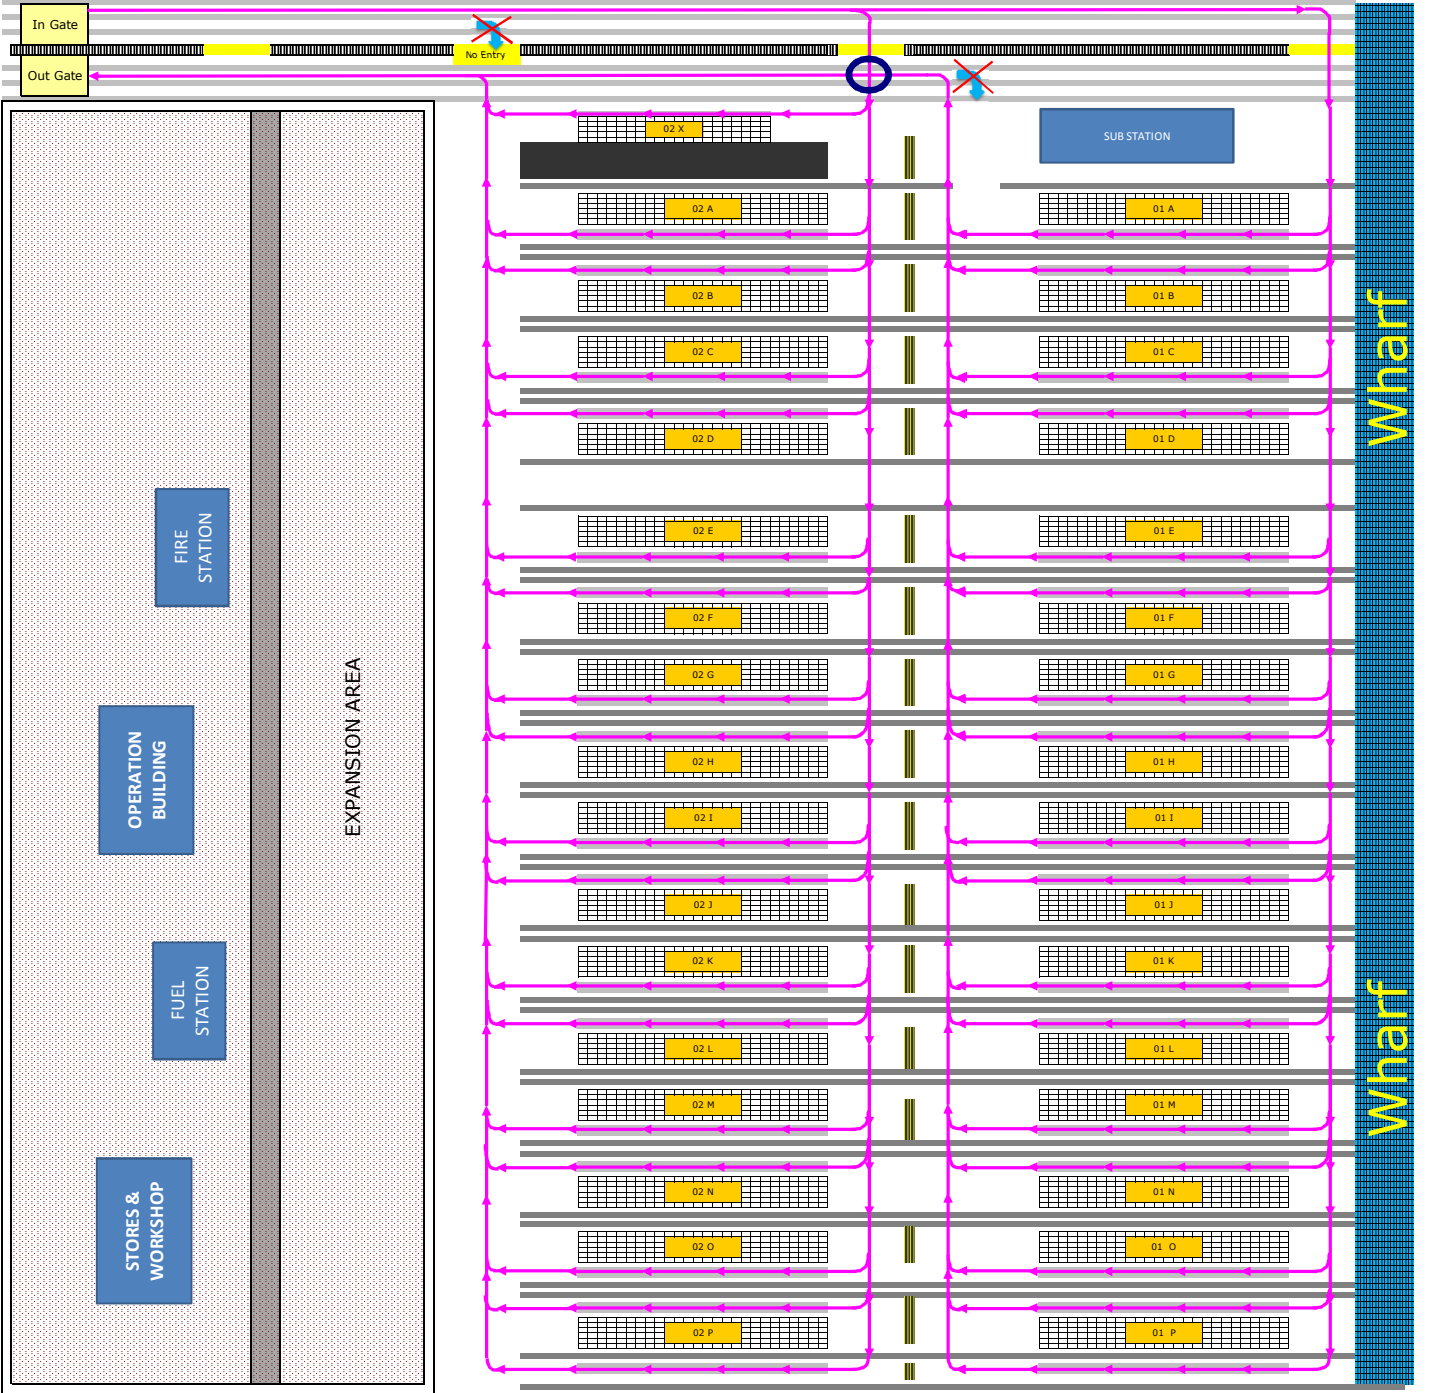 In Gate
No Entry
Out Gate
02 X
SUB STATION
02 A
01 A
02 B
01 B
02 C
01 C
02 D
01 D
02 E
01 E
02 F
01 F
02 G
01 G
02 H
01 H
02 I
01 I
02 J
01 J
02 K
01 K
02 L
01 L
02 M
01 M
02 N
01 N
02 O
01 O
02 P
01 P
FIRE
STATION
OPERATION
BUILDING
FUEL
STATION
STORES &
WORKSHOP
EXPANSION AREA
Wharf
Wharf